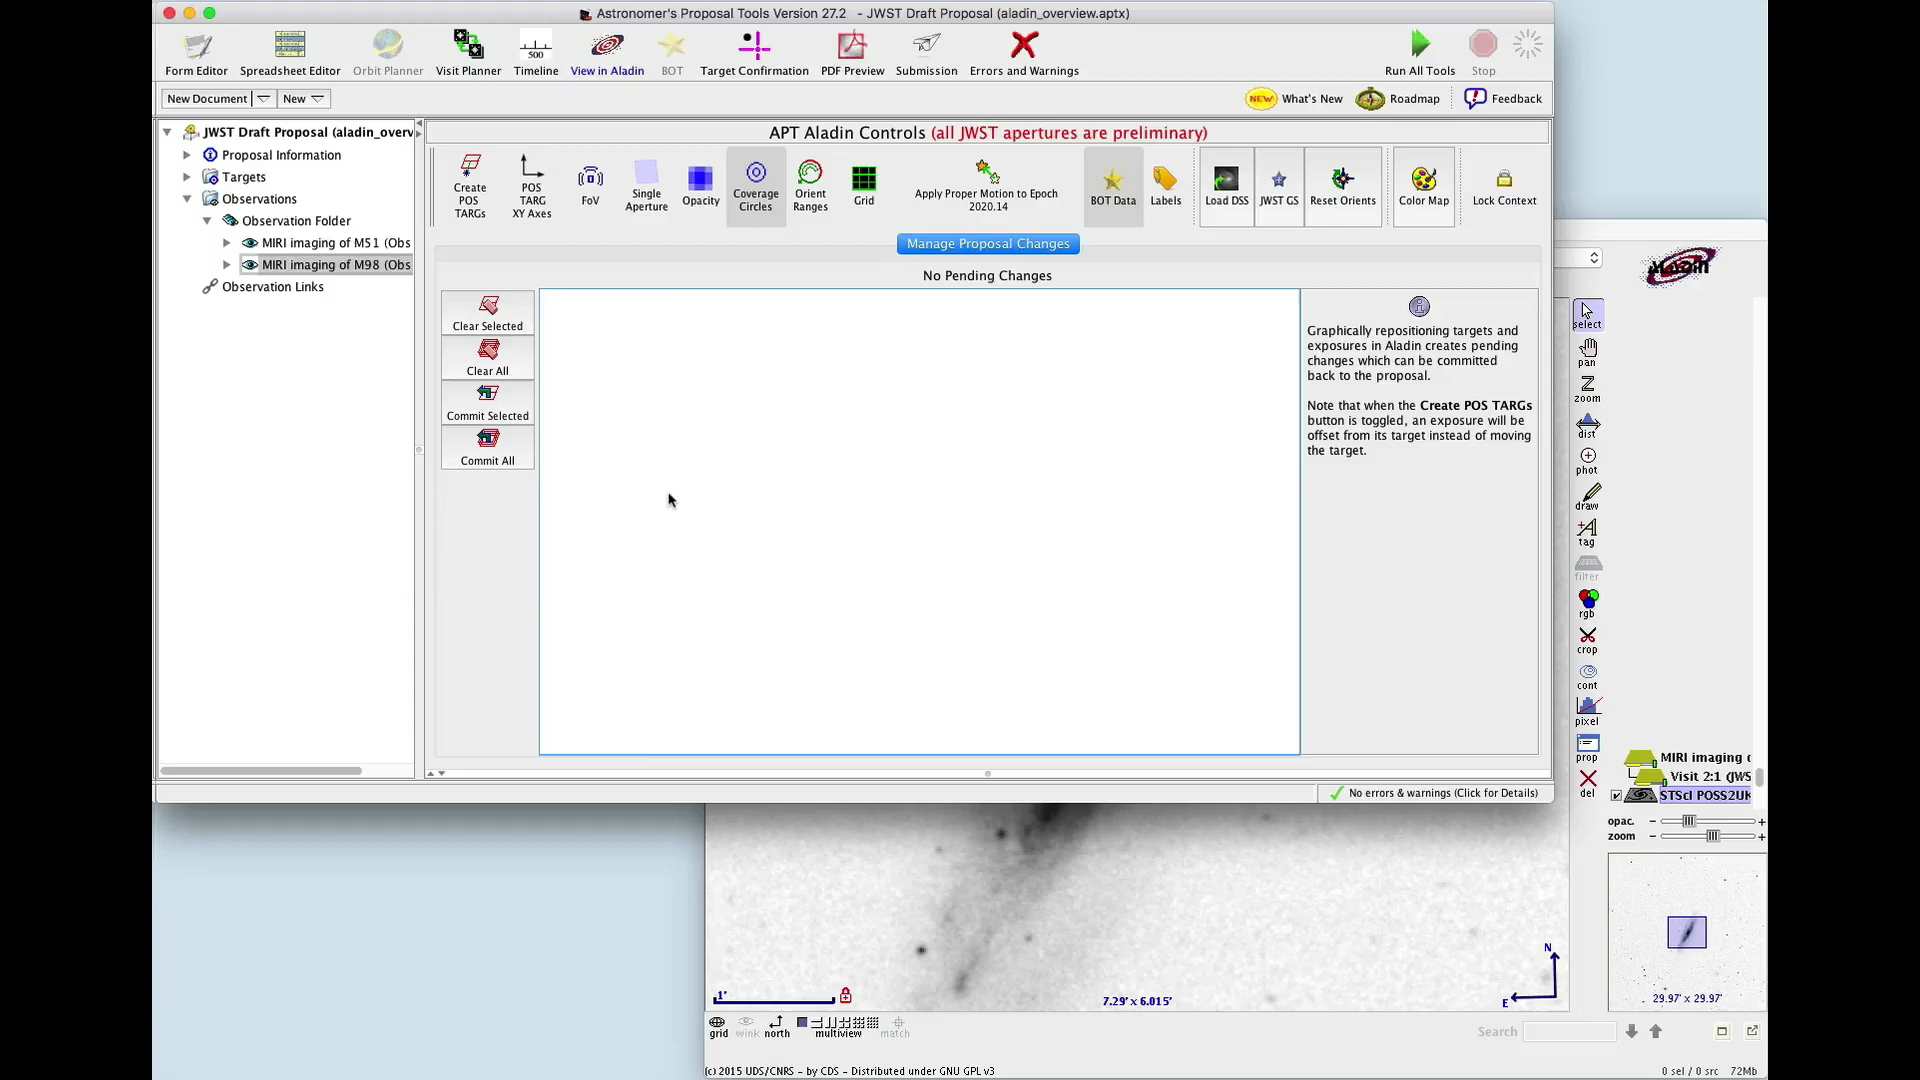 Astronomer's Proposal Tools Version 27.2 - JWST Draft Proposal (aladin_overview.aptx)
Form Editor
Spreadsheet Editor
Orbit Planner
Visit Planner
500
Timeline
View in Aladin
BOT
Target Confirmation
PDF Preview
Submission
Errors and Warnings
Run All Tools
Stop
New Document
New
NEW
What's New
Roadmap
Feedback
JWST Draft Proposal (aladin_overv
Proposal Information
Targets
Observations
Observation Folder
MIRI imaging of M51 (Obs
MIRI imaging of M98 (Obs
Observation Links
APT Aladin Controls (all JWST apertures are preliminary)
Create
POS
TARGs
POS
TARG
XY Axes
FoV
Single
Aperture
Opacity
Coverage
Circles
Orient
Ranges
Grid
Apply Proper Motion to Epoch
2020.14
BOT Data
Labels
Load DSS
JWST GS
Reset Orients
Color Map
Lock Context
Manage Proposal Changes
No Pending Changes
Clear Selected
Clear All
Commit Selected
Commit All
Graphically repositioning targets and
exposures in Aladin creates pending
changes which can be committed
back to the proposal.
Note that when the Create POS TARGs
button is toggled, an exposure will be
offset from its target instead of moving
the target.
No errors & warnings (Click for Details)
Aladin
select
pan
zoom
dist
phot
draw
tag
filter
rgb
crop
cont
pixel
prop
del
MIRI imaging o
Visit 2:1 (JWS
STScI POSS2UK
opac. - +
zoom - +
29.97' x 29.97'
1'
7.29' x 6.015'
N
E
grid
wink
north
multiview
match
Search
(c) 2015 UDS/CNRS - by CDS - Distributed under GNU GPL v3
0 sel / 0 src 72Mb